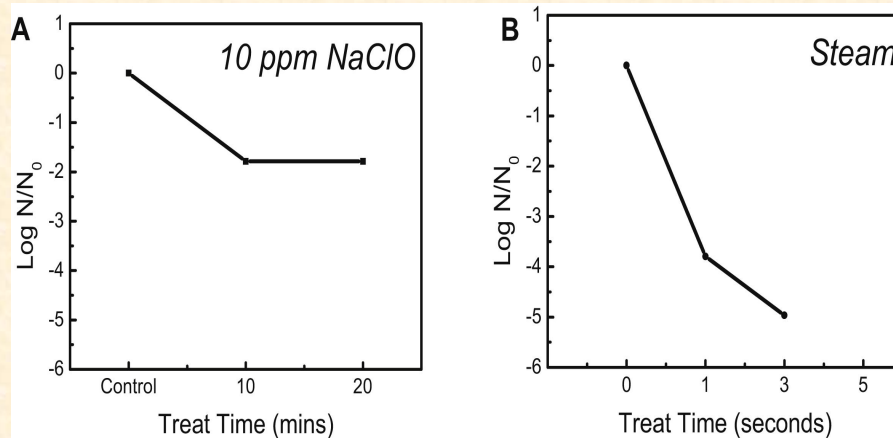 A
10 ppm NaClO
1
0
-1
-2
-3
-4
-5
-6
Log N/N₀
Control 10 20
Treat Time (mins)
B
Steam
1
0
-1
-2
-3
-4
-5
-6
Log N/N₀
0 1 3 5
Treat Time (seconds)